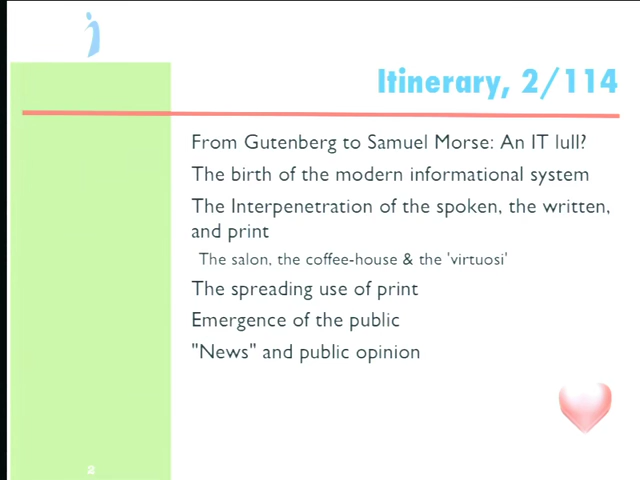 Itinerary, 2/114
From Gutenberg to Samuel Morse: An IT lull?
The birth of the modern informational system
The Interpenetration of the spoken, the written,
and print
The salon, the coffee-house & the 'virtuosi'
The spreading use of print
Emergence of the public
"News" and public opinion
2